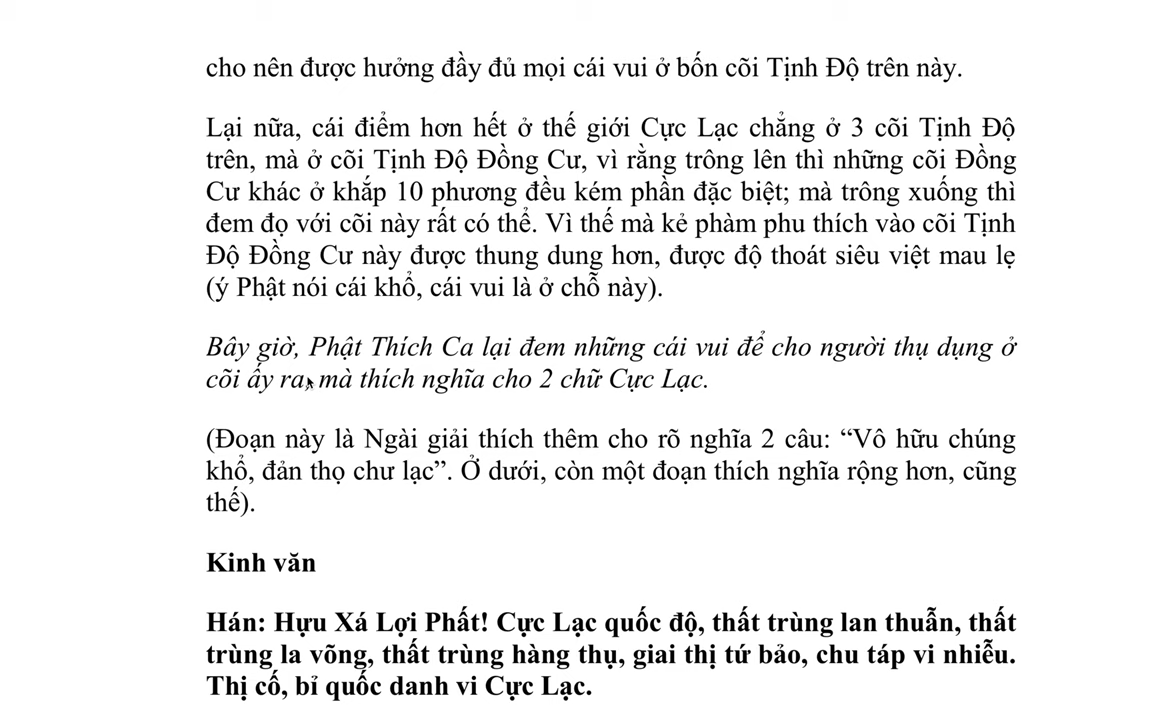 cho nên được hưởng đầy đủ mọi cái vui ở bốn cõi Tịnh Độ trên này.
Lại nữa, cái điểm hơn hết ở thế giới Cực Lạc chẳng ở 3 cõi Tịnh Độ
trên, mà ở cõi Tịnh Độ Đồng Cư, vì rằng trông lên thì những cõi Đồng
Cư khác ở khắp 10 phương đều kém phần đặc biệt; mà trông xuống thì
đem đọ với cõi này rất có thể. Vì thế mà kẻ phàm phu thích vào cõi Tịnh
Độ Đồng Cư này được thung dung hơn, được độ thoát siêu việt mau lẹ
(ý Phật nói cái khổ, cái vui là ở chỗ này).
Bây giờ, Phật Thích Ca lại đem những cái vui để cho người thụ dụng ở
cõi ấy ra, mà thích nghĩa cho 2 chữ Cực Lạc.
(Đoạn này là Ngài giải thích thêm cho rõ nghĩa 2 câu: “Vô hữu chúng
khổ, đản thọ chư lạc”. Ở dưới, còn một đoạn thích nghĩa rộng hơn, cũng
thế).
Kinh văn
Hán: Hựu Xá Lợi Phất! Cực Lạc quốc độ, thất trùng lan thuẫn, thất
trùng la võng, thất trùng hàng thụ, giai thị tứ bảo, chu táp vi nhiễu.
Thị cố, bỉ quốc danh vi Cực Lạc.